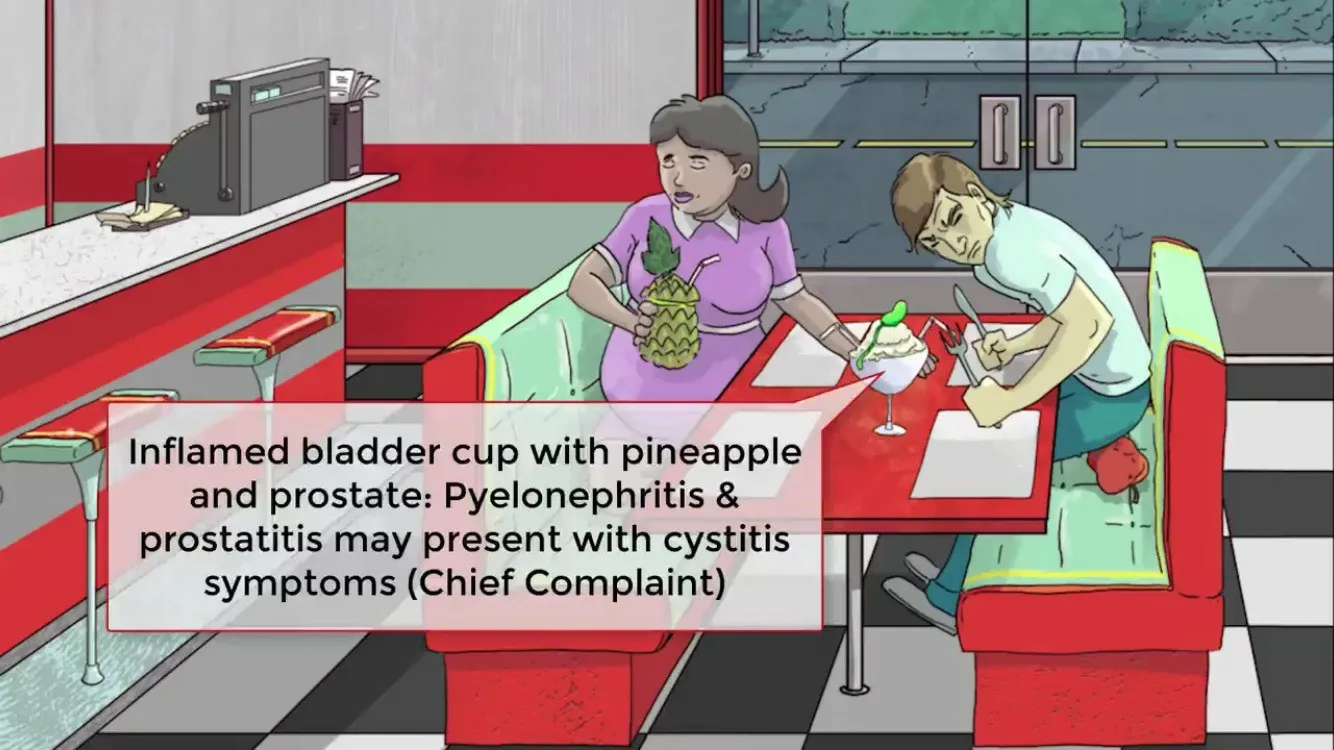 Inflamed bladder cup with pineapple
and prostate: Pyelonephritis &
prostatitis may present with cystitis
symptoms (Chief Complaint)